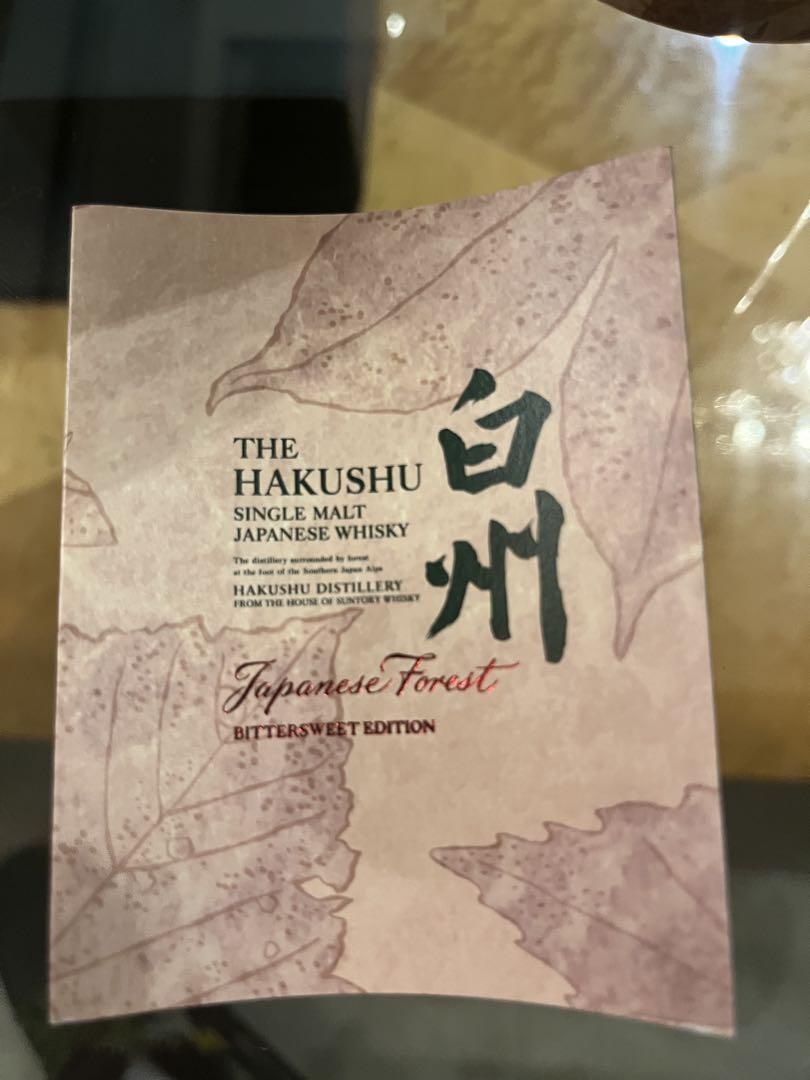 THE
HAKUSHU
SINGLE MALT
JAPANESE WHISKY
The distillery surrounded by forest
at the foot of the Southern Japan Alps
HAKUSHU DISTILLERY
FROM THE HOUSE OF SUNTORY WHISKY
白州
Japanese Forest
BITTERSWEET EDITION